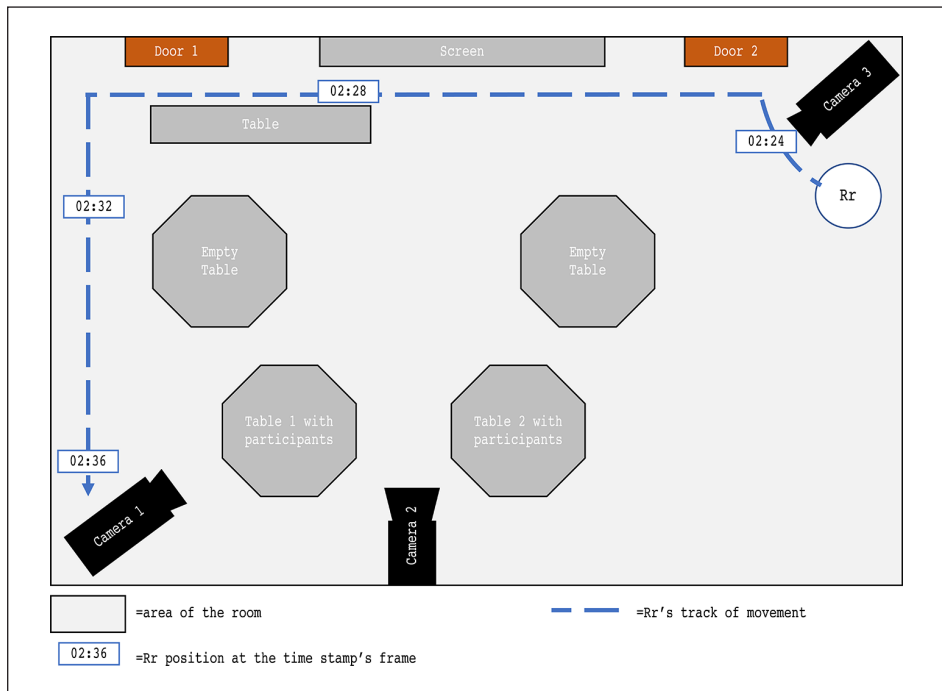 Door 1
Screen
Door 2
Camera 3
02:28
Table
02:24
Rr
02:32
Empty
Table
Empty
Table
Table 1 with
participants
Table 2 with
participants
02:36
Camera 1
Camera 2
=area of the room
=Rr's track of movement
02:36
=Rr position at the time stamp's frame